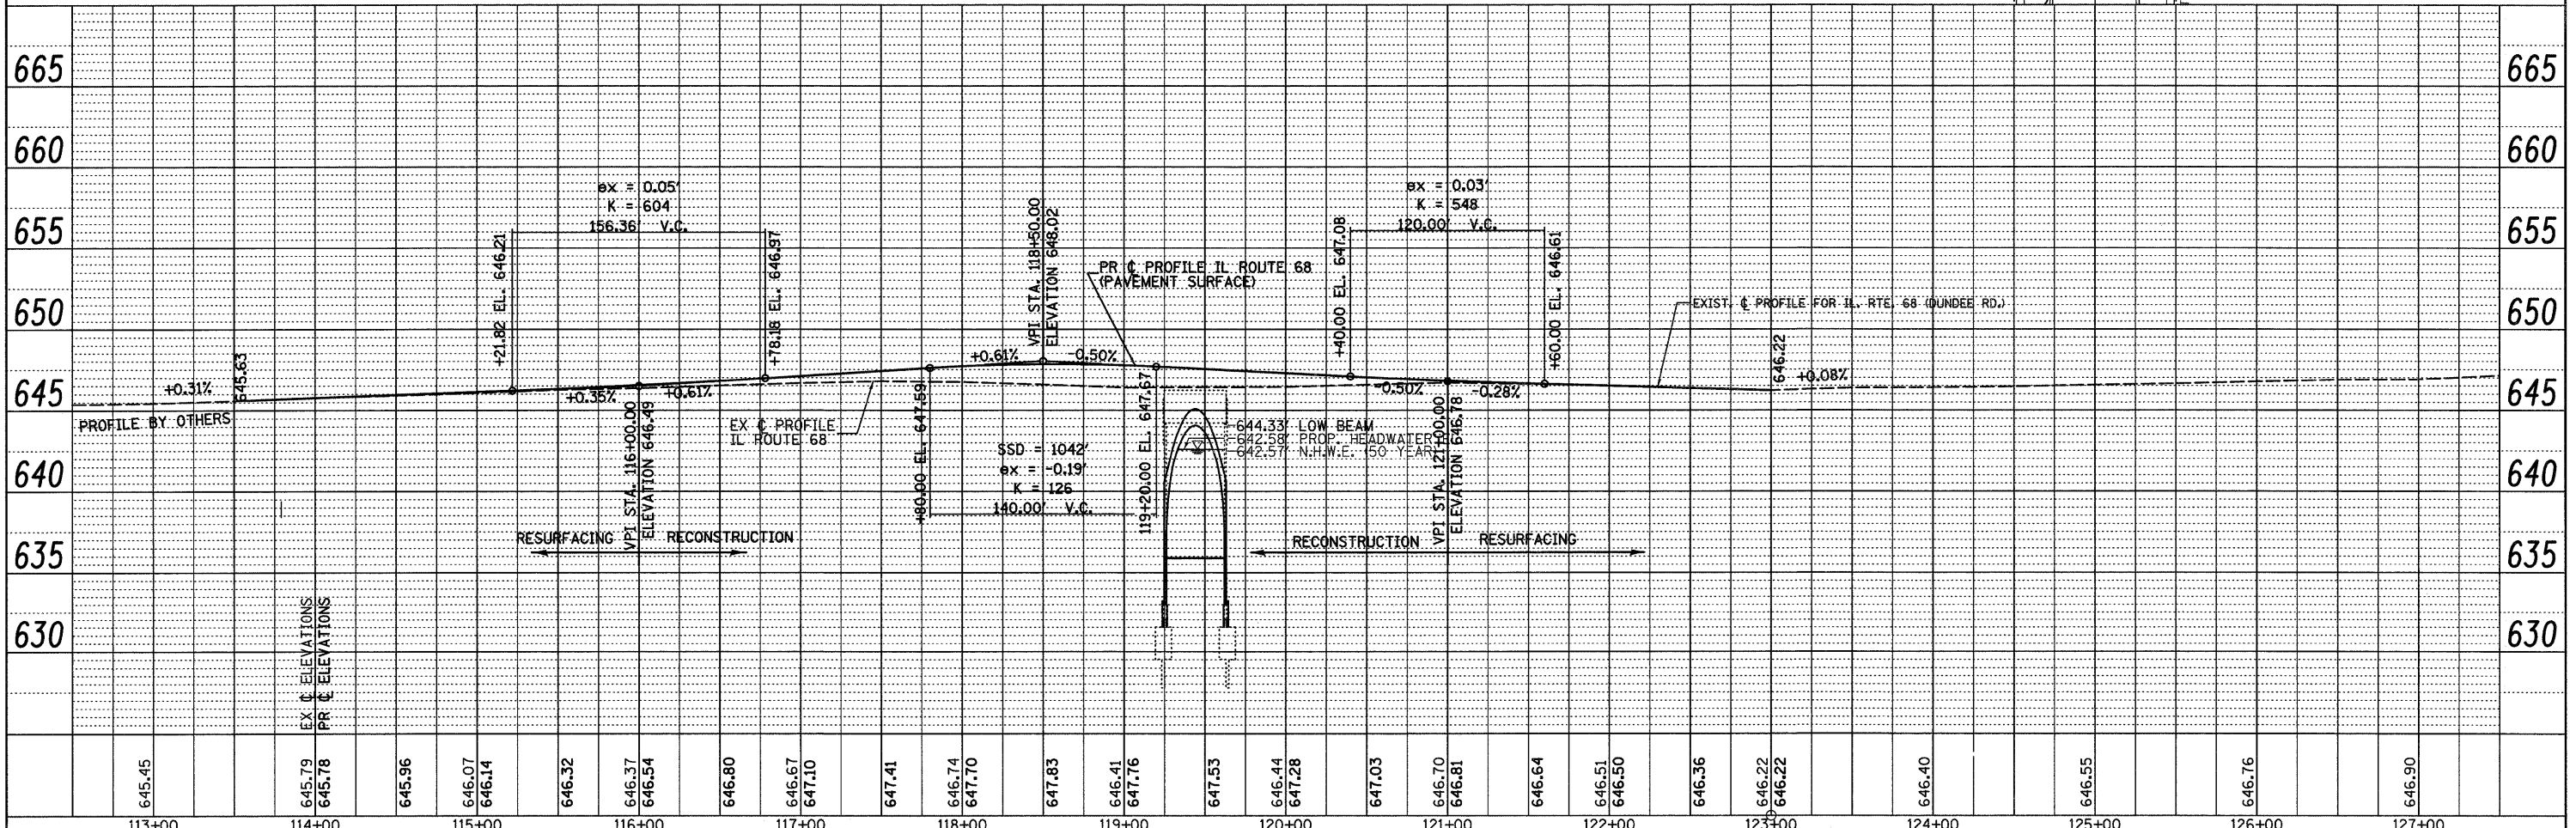 665 665
660 660
655 655
650 650
645 645
640 640
635 635
630 630
ex = 0.05'
K = 604
156.36' V.C.
+21.82 EL. 646.21
+78.18 EL. 646.97
VPI STA. 118+50.00
ELEVATION 648.02
ex = 0.03'
K = 548
120.00' V.C.
+40.00 EL. 647.08
+60.00 EL. 646.61
PR ℄ PROFILE IL ROUTE 68
(PAVEMENT SURFACE)
EXIST. ℄ PROFILE FOR IL. RTE. 68 (DUNDEE RD.)
+0.31%
645.63
+0.35%
+0.61%
+0.61%
-0.50%
-0.50%
-0.28%
646.22
+0.08%
PROFILE BY OTHERS
VPI STA. 116+00.00
ELEVATION 646.49
EX ℄ PROFILE
IL ROUTE 68
+80.00 EL. 647.59
SSD = 1042'
ex = -0.19'
K = 126
140.00' V.C.
119+20.00 EL. 647.67
644.33' LOW BEAM
642.58' PROP. HEADWATER
642.57' N.H.W.E. (50 YEAR)
VPI STA. 121+00.00
ELEVATION 646.78
RESURFACING RECONSTRUCTION
RECONSTRUCTION RESURFACING
EX ℄ ELEVATIONS
PR ℄ ELEVATIONS
645.45
645.79
645.78
645.96
646.07
646.14
646.32
646.37
646.54
646.80
646.67
647.10
647.41
646.74
647.70
647.83
646.41
647.76
647.53
646.44
647.28
647.03
646.70
646.81
646.64
646.51
646.50
646.36
646.22
646.22
646.40
646.55
646.76
646.90
113+00 114+00 115+00 116+00 117+00 118+00 119+00 120+00 121+00 122+00 123+00 124+00 125+00 126+00 127+00